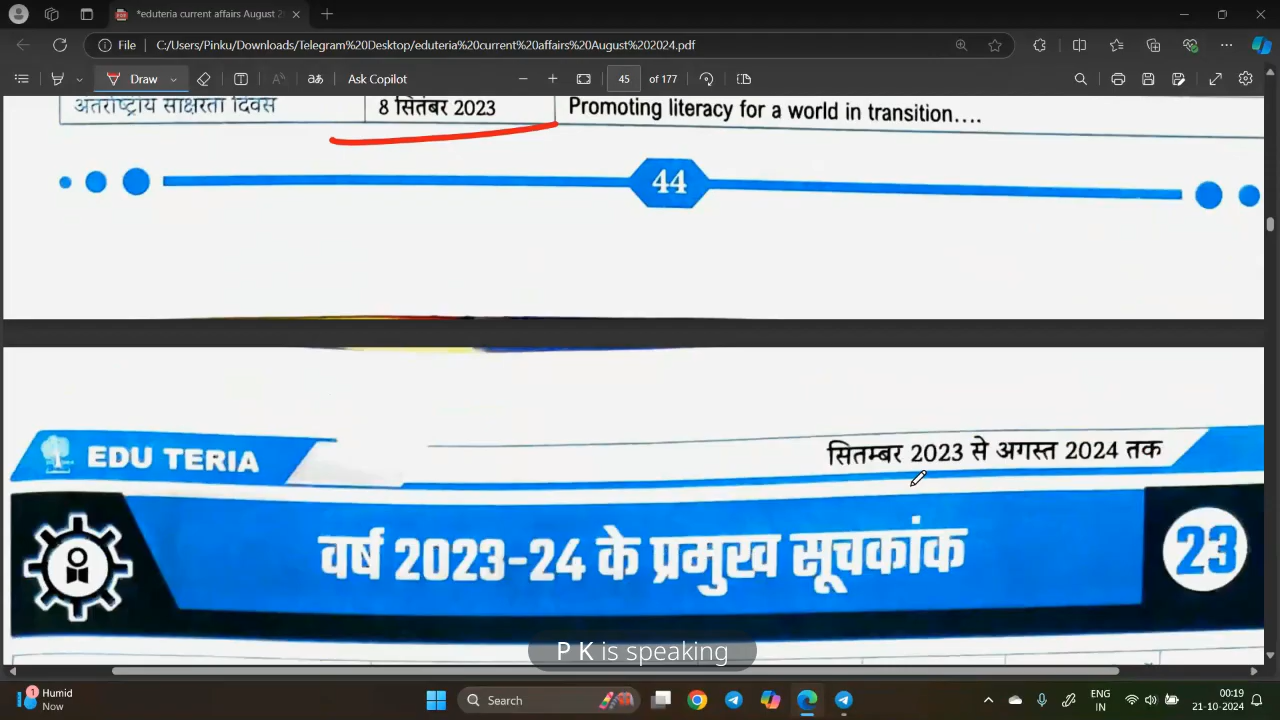 *eduteria current affairs August 2
File C:/Users/Pinku/Downloads/Telegram%20Desktop/eduteria%20current%20affairs%20August%202024.pdf
Draw Ask Copilot 45 of 177
अंतर्राष्ट्रीय साक्षरता दिवस 8 सितंबर 2023 Promoting literacy for a world in transition....
44
EDU TERIA सितम्बर 2023 से अगस्त 2024 तक
वर्ष 2023-24 के प्रमुख सूचकांक 23
P K is speaking
1 Humid Now Search ENG IN 00:19 21-10-2024